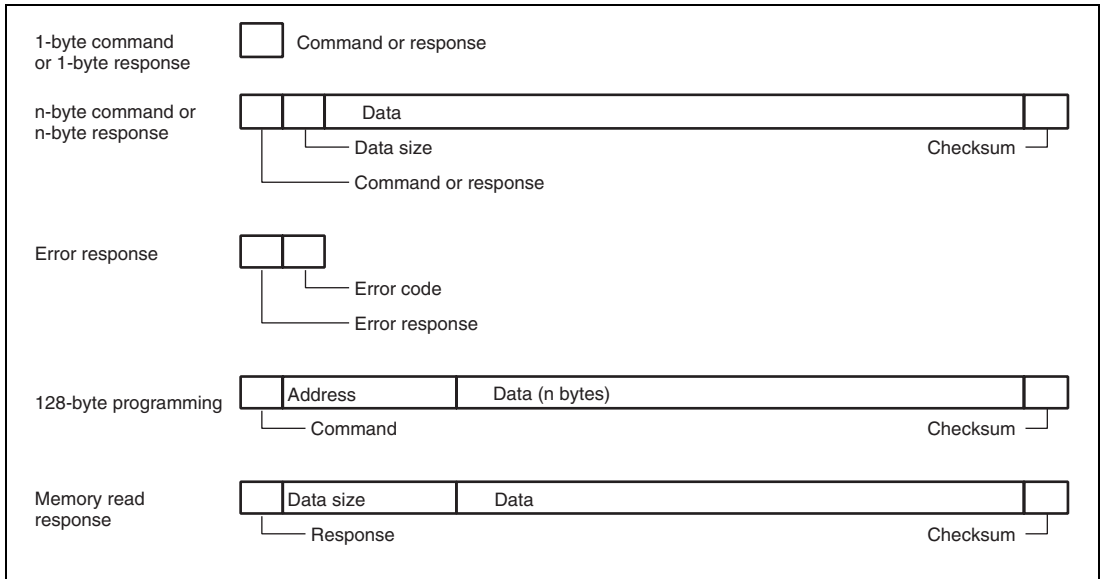 1-byte command
or 1-byte response
Command or response
n-byte command or
n-byte response
Data
Data size
Checksum
Command or response
Error response
Error code
Error response
128-byte programming
Address
Data (n bytes)
Command
Checksum
Memory read
response
Data size
Data
Response
Checksum